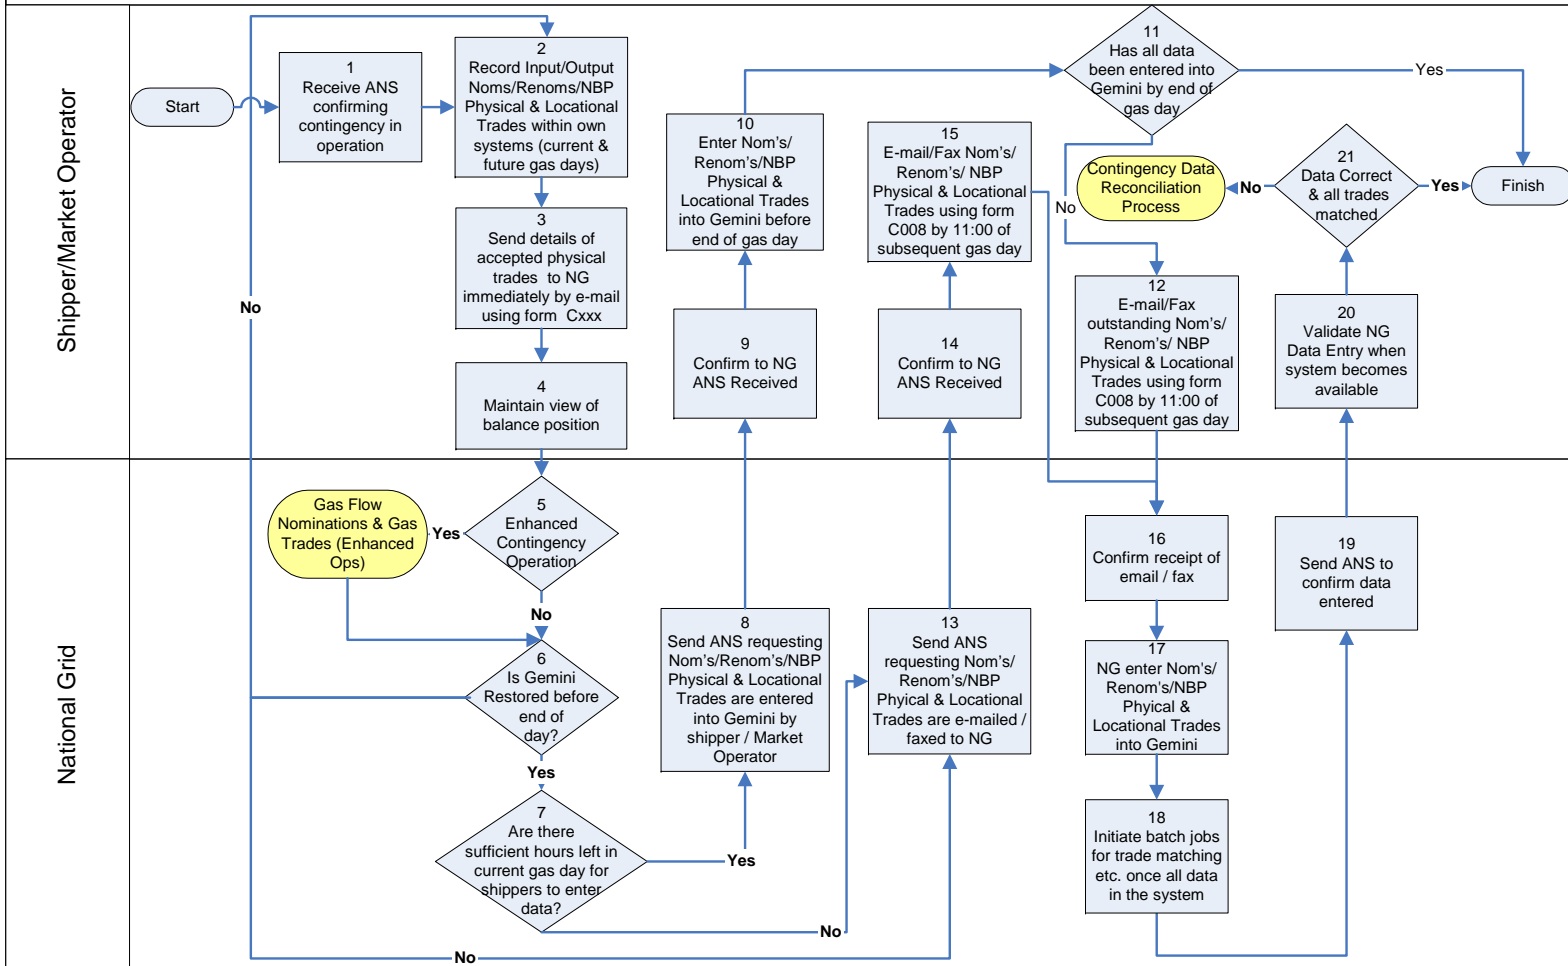 Shipper/Market Operator
Start
1
Receive ANS
confirming
contingency in
operation
2
Record Input/Output
Noms/Renoms/NBP
Physical & Locational
Trades within own
systems (current &
future gas days)
3
Send details of
accepted physical
trades to NG
immediately by e-mail
using form Cxxx
4
Maintain view of
balance position
No
10
Enter Nom's/
Renom's/NBP
Physical &
Locational Trades
into Gemini before
end of gas day
9
Confirm to NG
ANS Received
15
E-mail/Fax Nom's/
Renom's/ NBP
Physical & Locational
Trades using form
C008 by 11:00 of
subsequent gas day
14
Confirm to NG
ANS Received
11
Has all data
been entered into
Gemini by end of
gas day
Yes
No
Contingency Data
Reconciliation
Process
No
21
Data Correct
& all trades
matched
Yes
Finish
12
E-mail/Fax
outstanding Nom's/
Renom's/ NBP
Physical & Locational
Trades using form
C008 by 11:00 of
subsequent gas day
20
Validate NG
Data Entry when
system becomes
available
National Grid
Gas Flow
Nominations & Gas
Trades (Enhanced
Ops)
Yes
5
Enhanced
Contingency
Operation
No
6
Is Gemini
Restored before
end of
day?
Yes
7
Are there
sufficient hours left in
current gas day for
shippers to enter
data?
Yes
No
No
8
Send ANS requesting
Nom's/Renom's/NBP
Physical & Locational
Trades are entered
into Gemini by
shipper / Market
Operator
13
Send ANS
requesting Nom's/
Renom's/NBP
Phyical & Locational
Trades are e-mailed /
faxed to NG
16
Confirm receipt of
email / fax
17
NG enter Nom's/
Renom's/NBP
Phyical &
Locational Trades
into Gemini
18
Initiate batch jobs
for trade matching
etc. once all data
in the system
19
Send ANS to
confirm data
entered